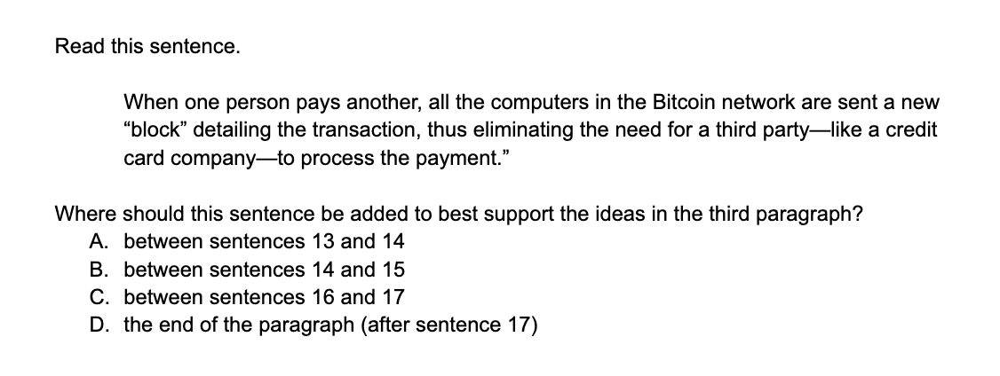 Read this sentence.
When one person pays another, all the computers in the Bitcoin network are sent a new
“block” detailing the transaction, thus eliminating the need for a third party—like a credit
card company—to process the payment.”
Where should this sentence be added to best support the ideas in the third paragraph?
A. between sentences 13 and 14
B. between sentences 14 and 15
C. between sentences 16 and 17
D. the end of the paragraph (after sentence 17)